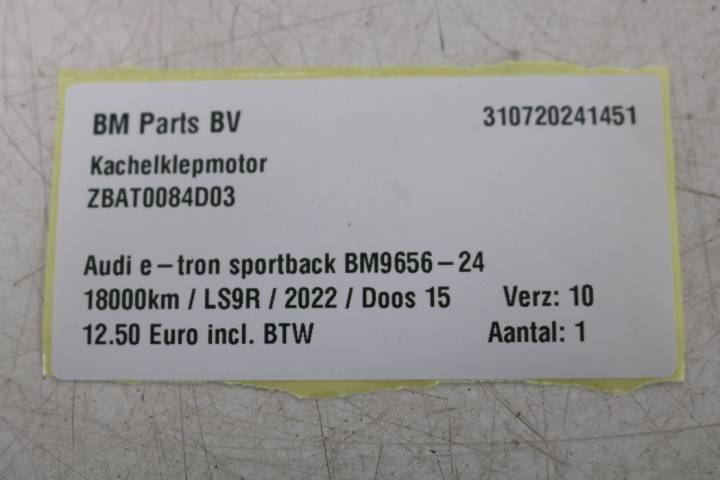 BM Parts BV 310720241451
Kachelklepmotor
ZBAT0084D03
Audi e-tron sportback BM9656-24
18000km / LS9R / 2022 / Doos 15 Verz: 10
12.50 Euro incl. BTW Aantal: 1